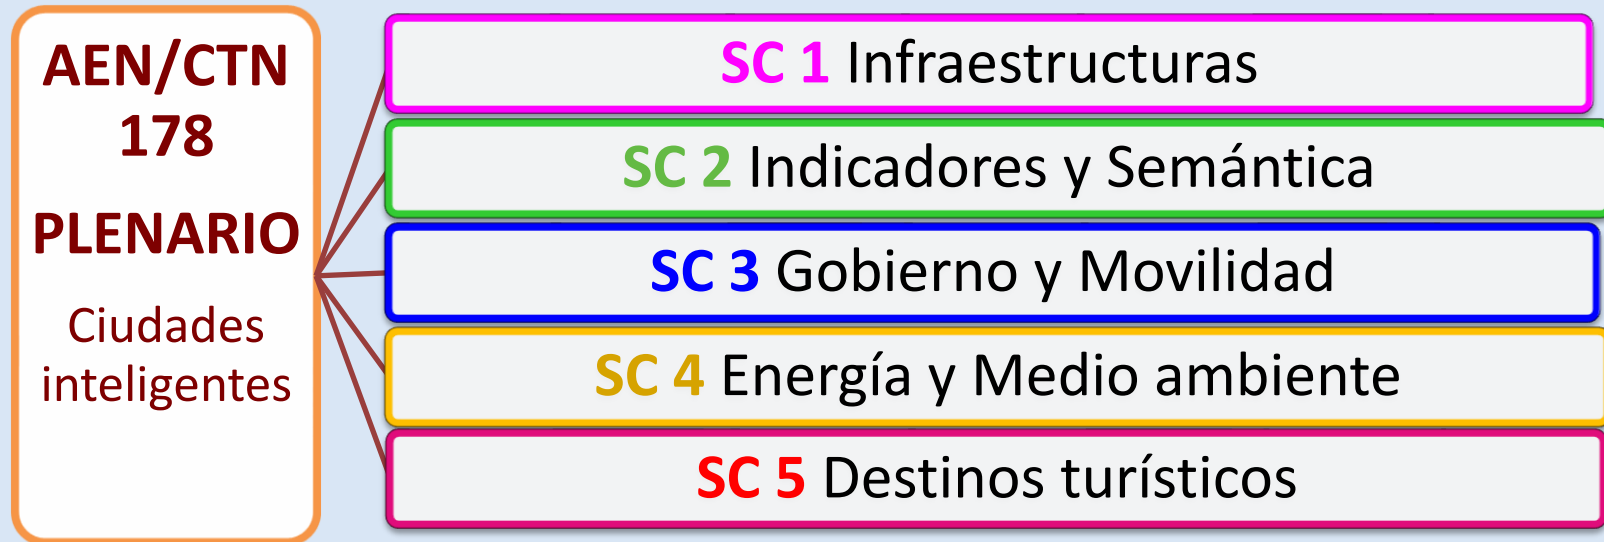 AEN/CTN
178
PLENARIO
Ciudades
inteligentes
SC 1 Infraestructuras
SC 2 Indicadores y Semántica
SC 3 Gobierno y Movilidad
SC 4 Energía y Medio ambiente
SC 5 Destinos turísticos